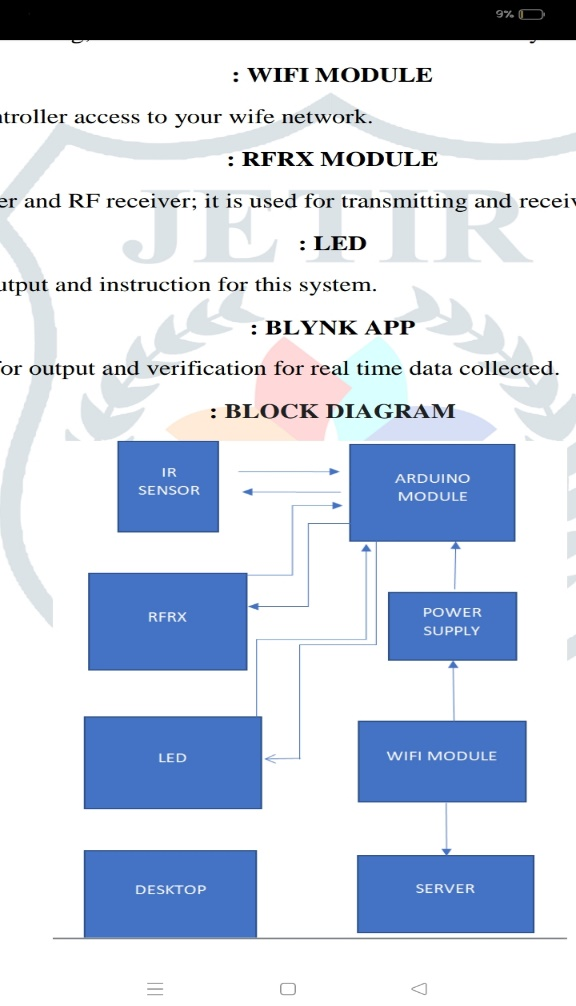 9%
: WIFI MODULE
ntroller access to your wife network.
: RFRX MODULE
er and RF receiver; it is used for transmitting and receiv
JETIR
: LED
utput and instruction for this system.
: BLYNK APP
for output and verification for real time data collected.
: BLOCK DIAGRAM
IR
SENSOR
ARDUINO
MODULE
RFRX
POWER
SUPPLY
LED
WIFI MODULE
DESKTOP
SERVER